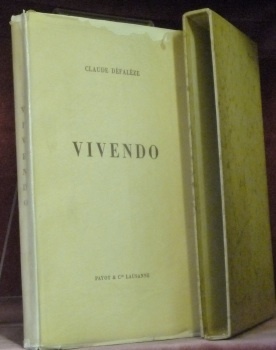 CLAUDE DÉFALÈZE
VIVENDO
PAYOT & Cie LAUSANNE